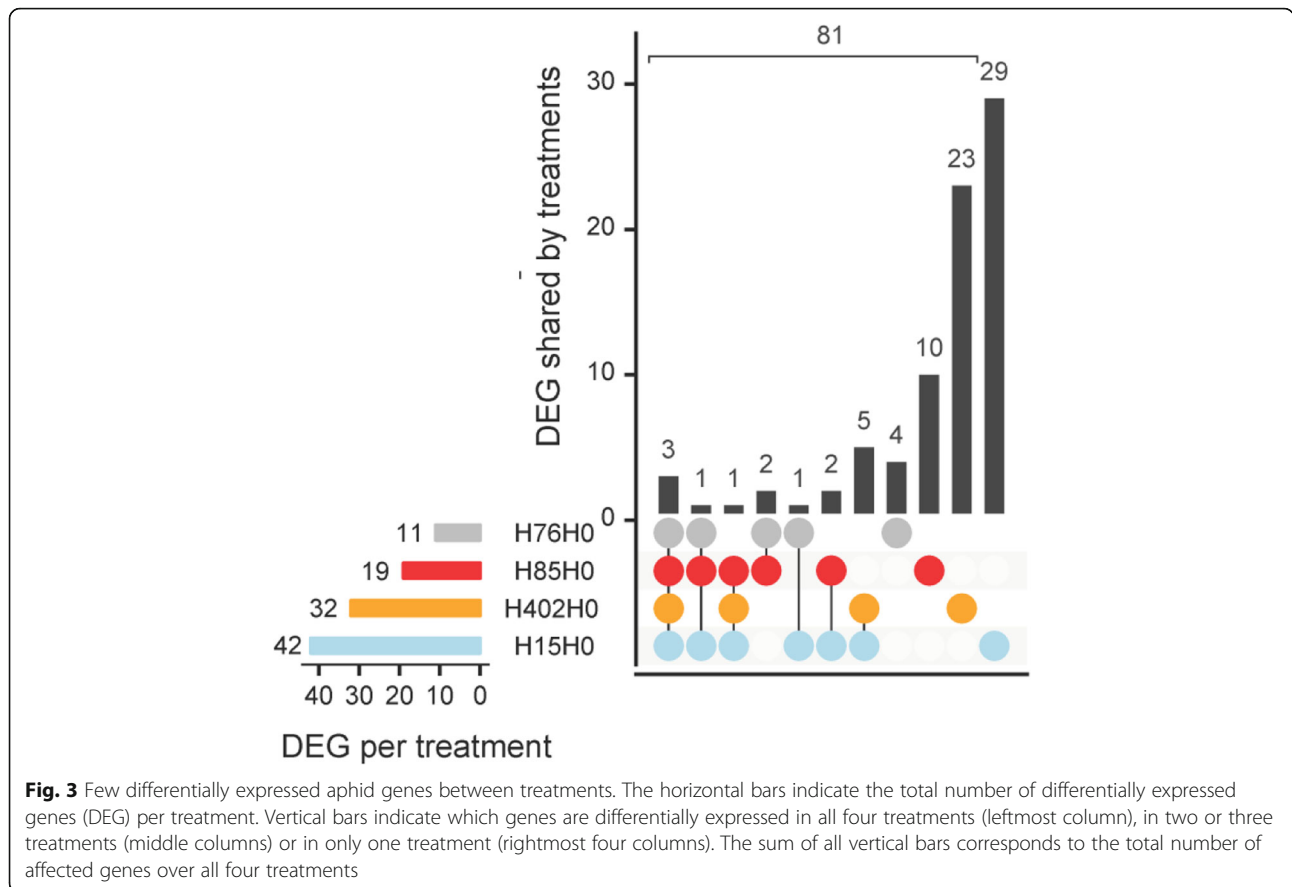 81
29
30
23
20
10
10
5
4
3
2
2
1
1
1
0
DEG shared by treatments
11 H76H0
19 H85H0
32 H402H0
42 H15H0
40 30 20 10 0
DEG per treatment
Fig. 3 Few differentially expressed aphid genes between treatments. The horizontal bars indicate the total number of differentially expressed
genes (DEG) per treatment. Vertical bars indicate which genes are differentially expressed in all four treatments (leftmost column), in two or three
treatments (middle columns) or in only one treatment (rightmost four columns). The sum of all vertical bars corresponds to the total number of
affected genes over all four treatments